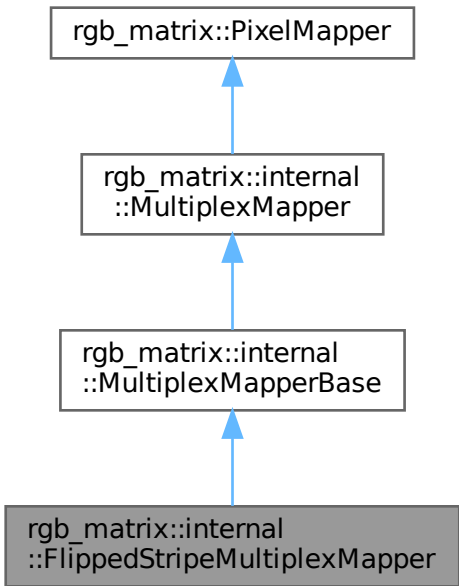 rgb_matrix::PixelMapper
rgb_matrix::internal
::MultiplexMapper
rgb_matrix::internal
::MultiplexMapperBase
rgb_matrix::internal
::FlippedStripeMultiplexMapper